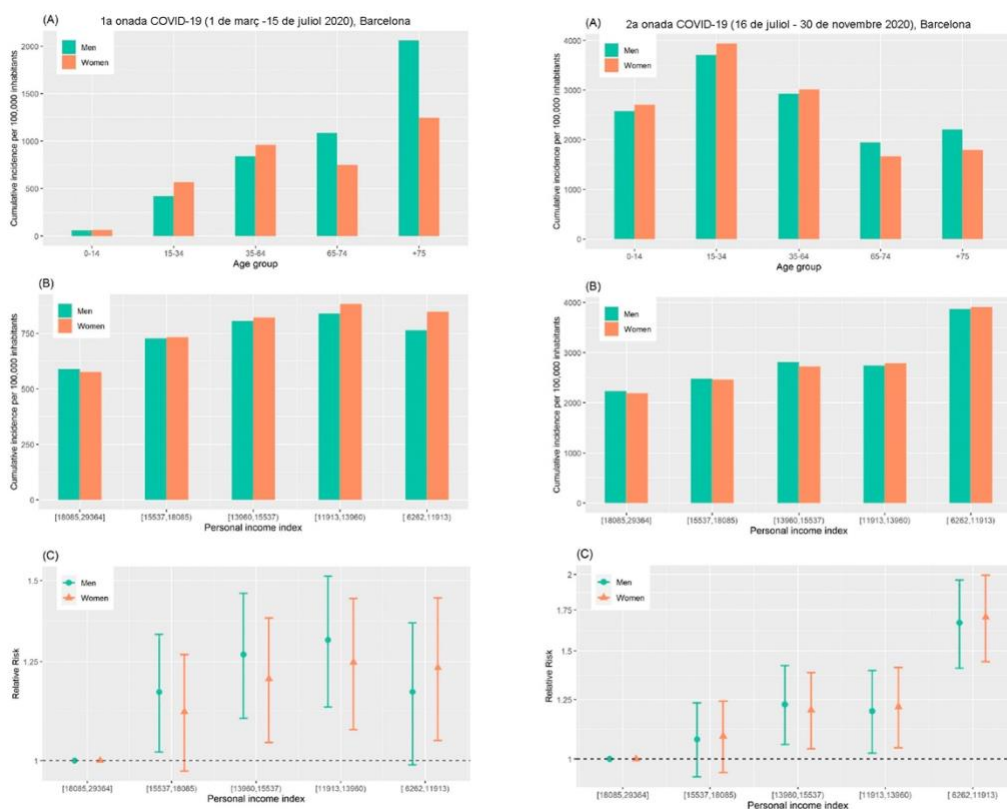 1a onada COVID-19 (1 de març -15 de juliol 2020), Barcelona
(A)
Men
Women
Cumulative incidence per 100,000 inhabitants
2000
1500
1000
500
0
0-14 15-34 35-64 65-74 +75
Age group
(B)
Men
Women
Cumulative incidence per 100,000 inhabitants
750
500
250
0
[18085,29364] [15537,18085) [13960,15537) [11913,13960) [ 6262,11913)
Personal income index
(C)
Men
Women
Relative Risk
1.5
1.25
1
[18085,29364] [15537,18085) [13960,15537) [11913,13960) [ 6262,11913)
Personal income index
2a onada COVID-19 (16 de juliol - 30 de novembre 2020), Barcelona
(A)
Men
Women
Cumulative incidence per 100,000 inhabitants
4000
3000
2000
1000
0
0-14 15-34 35-64 65-74 +75
Age group
(B)
Men
Women
Cumulative incidence per 100,000 inhabitants
4000
3000
2000
1000
0
[18085,29364] [15537,18085) [13960,15537) [11913,13960) [ 6262,11913)
Personal income index
(C)
Men
Women
Relative Risk
2
1.75
1.5
1.25
1
[18085,29364] [15537,18085) [13960,15537) [11913,13960) [ 6262,11913)
Personal income index